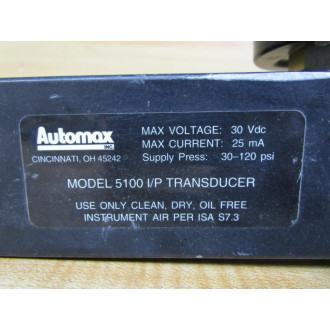 Automax INC
CINCINNATI, OH 45242
MAX VOLTAGE: 30 Vdc
MAX CURRENT: 25 mA
Supply Press: 30-120 psi
MODEL 5100 I/P TRANSDUCER
USE ONLY CLEAN, DRY, OIL FREE
INSTRUMENT AIR PER ISA S7.3